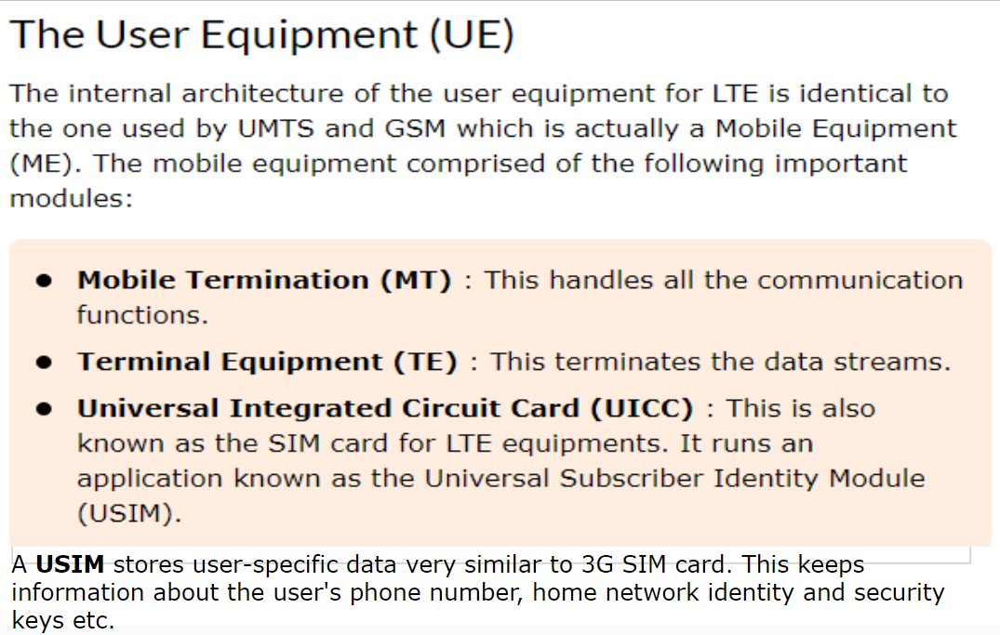 The User Equipment (UE)
The internal architecture of the user equipment for LTE is identical to
the one used by UMTS and GSM which is actually a Mobile Equipment
(ME). The mobile equipment comprised of the following important
modules:
● Mobile Termination (MT) : This handles all the communication
functions.
● Terminal Equipment (TE) : This terminates the data streams.
● Universal Integrated Circuit Card (UICC) : This is also
known as the SIM card for LTE equipments. It runs an
application known as the Universal Subscriber Identity Module
(USIM).
A USIM stores user-specific data very similar to 3G SIM card. This keeps
information about the user's phone number, home network identity and security
keys etc.